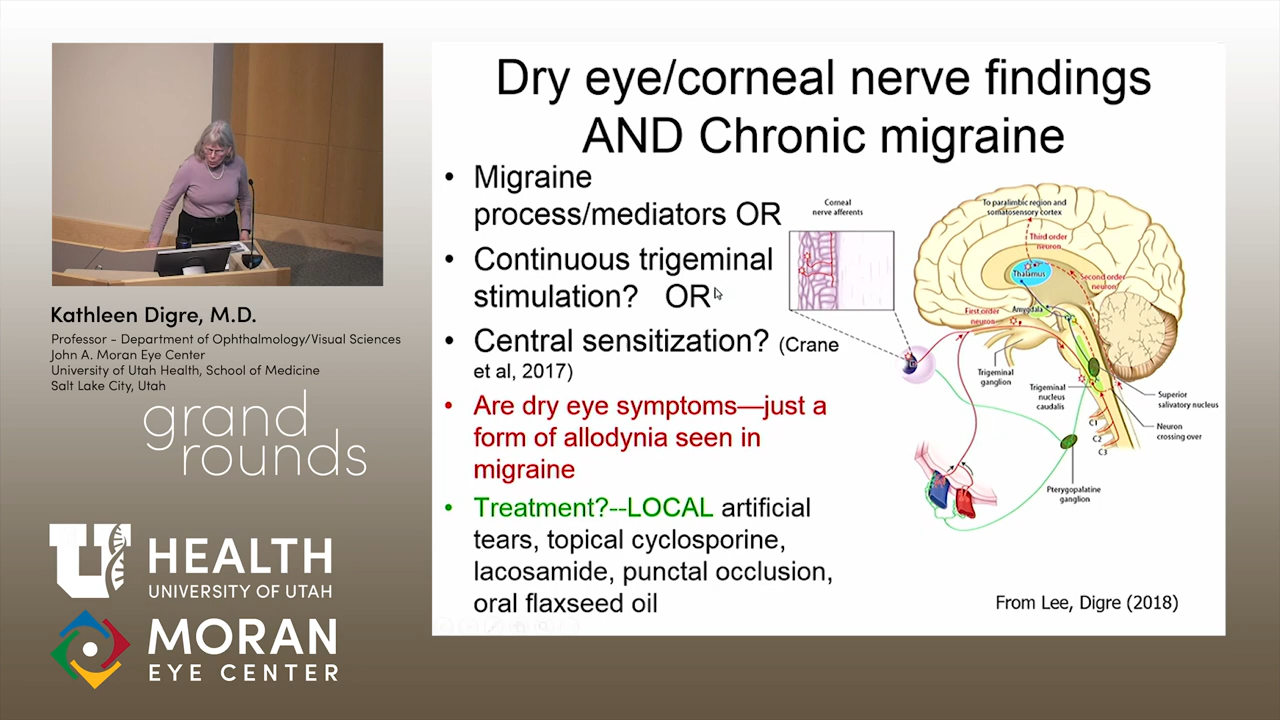 Dry eye/corneal nerve findings
AND Chronic migraine
• Migraine
process/mediators OR
• Continuous trigeminal
stimulation? OR
• Central sensitization? (Crane
et al, 2017)
• Are dry eye symptoms—just a
form of allodynia seen in
migraine
• Treatment?--LOCAL artificial
tears, topical cyclosporine,
lacosamide, punctal occlusion,
oral flaxseed oil
Corneal
nerve afferents
To paralimbic region and
somatosensory cortex
Third order
neuron
Thalamus
Second order
neuron
Amygdala
First order
neuron
Trigeminal
ganglion
Trigeminal
nucleus
caudalis
Superior
salivatory nucleus
C1
C2
C3
Neuron
crossing over
Pterygopalatine
ganglion
From Lee, Digre (2018)
Kathleen Digre, M.D.
Professor - Department of Ophthalmology/Visual Sciences
John A. Moran Eye Center
University of Utah Health, School of Medicine
Salt Lake City, Utah
grand
rounds
U HEALTH
UNIVERSITY OF UTAH
MORAN
EYE CENTER